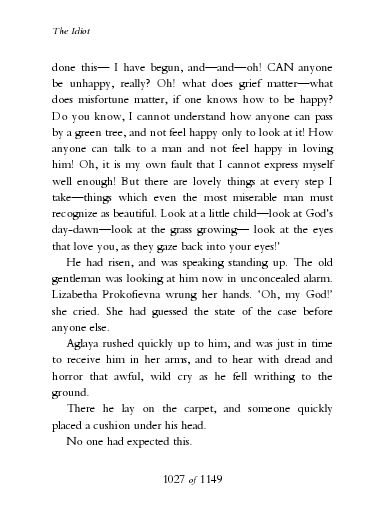 The Idiot
done this— I have begun, and—and—oh! CAN anyone
be unhappy, really? Oh! what does grief matter—what
does misfortune matter, if one knows how to be happy?
Do you know, I cannot understand how anyone can pass
by a green tree, and not feel happy only to look at it! How
anyone can talk to a man and not feel happy in loving
him! Oh, it is my own fault that I cannot express myself
well enough! But there are lovely things at every step I
take—things which even the most miserable man must
recognize as beautiful. Look at a little child—look at God's
day-dawn—look at the grass growing— look at the eyes
that love you, as they gaze back into your eyes!'
He had risen, and was speaking standing up. The old
gentleman was looking at him now in unconcealed alarm.
Lizabetha Prokofievna wrung her hands. 'Oh, my God!'
she cried. She had guessed the state of the case before
anyone else.
Aglaya rushed quickly up to him, and was just in time
to receive him in her arms, and to hear with dread and
horror that awful, wild cry as he fell writhing to the
ground.
There he lay on the carpet, and someone quickly
placed a cushion under his head.
No one had expected this.
1027 of 1149